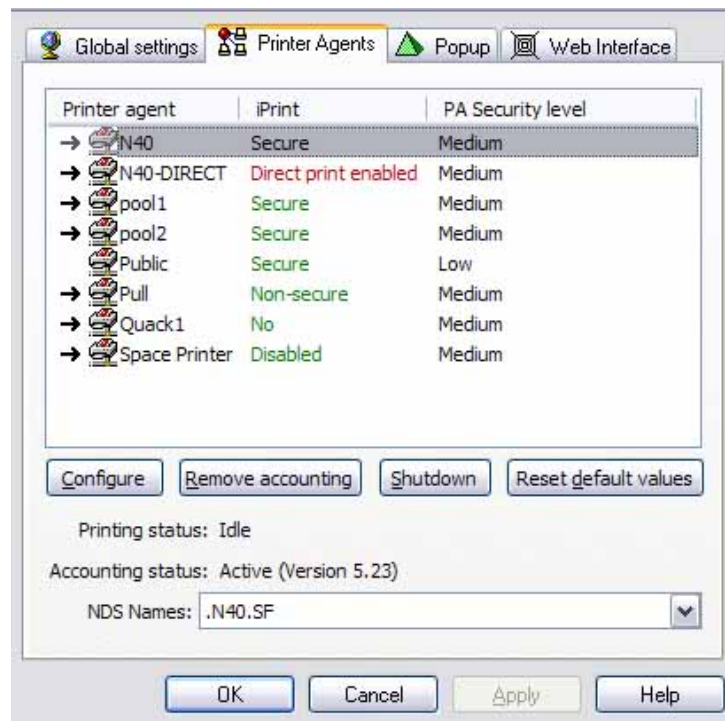 Global settings Printer Agents Popup Web Interface
Printer agent iPrint PA Security level
N40 Secure Medium
N40-DIRECT Direct print enabled Medium
pool1 Secure Medium
pool2 Secure Medium
Public Secure Low
Pull Non-secure Medium
Quack1 No Medium
Space Printer Disabled Medium
Configure Remove accounting Shutdown Reset default values
Printing status: Idle
Accounting status: Active (Version 5.23)
NDS Names: .N40.SF
OK Cancel Apply Help